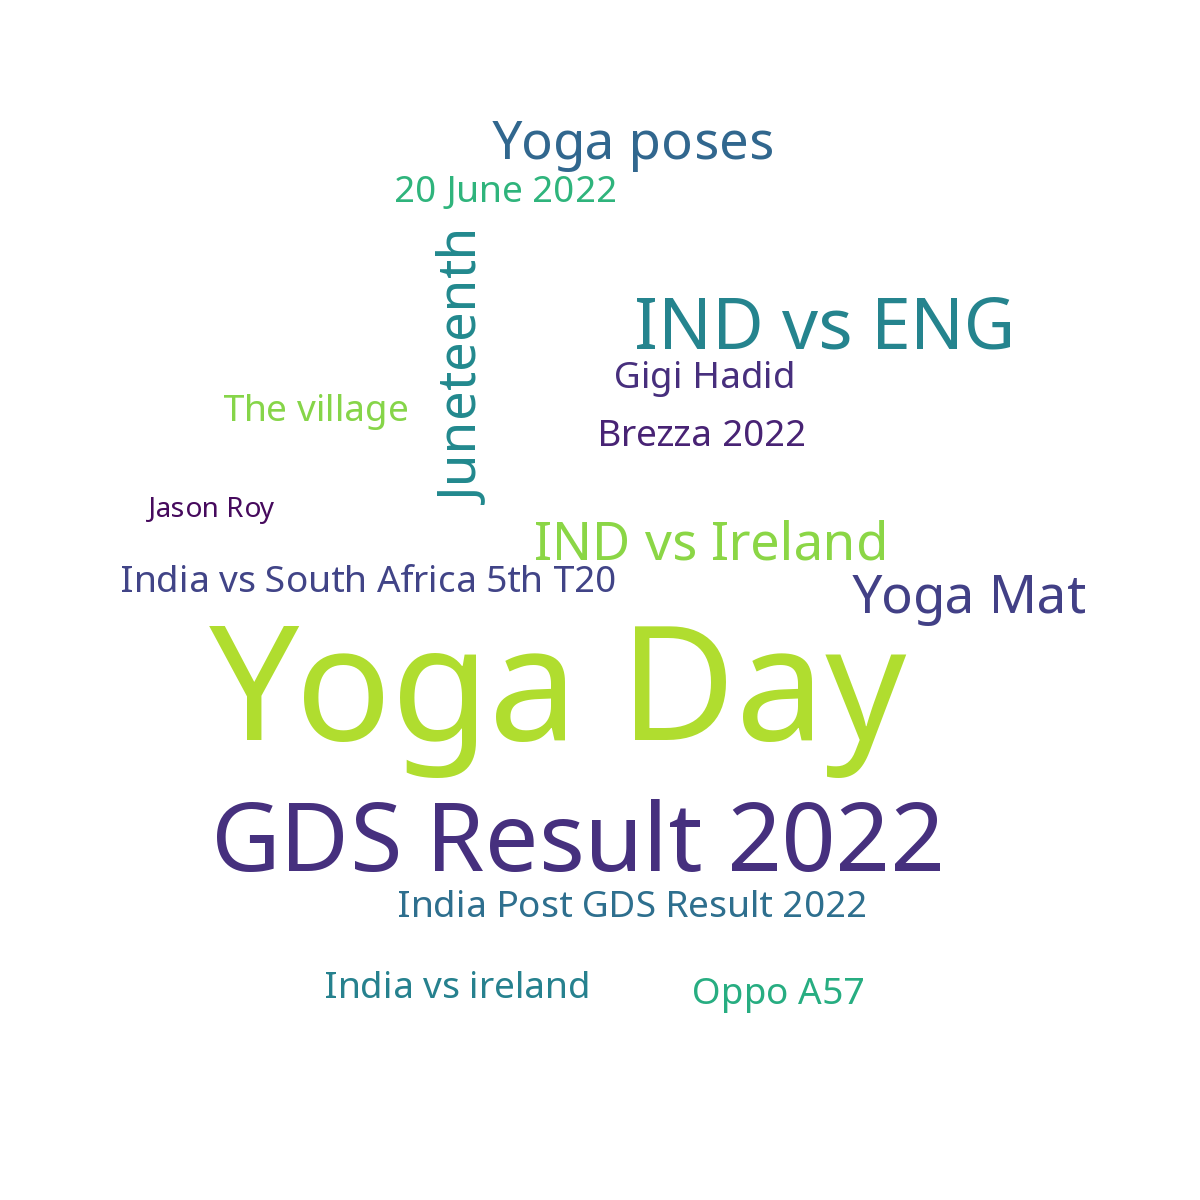 Yoga poses
20 June 2022
Juneteenth
IND vs ENG
Gigi Hadid
The village
Brezza 2022
Jason Roy
IND vs Ireland
India vs South Africa 5th T20
Yoga Mat
Yoga Day
GDS Result 2022
India Post GDS Result 2022
India vs ireland
Oppo A57